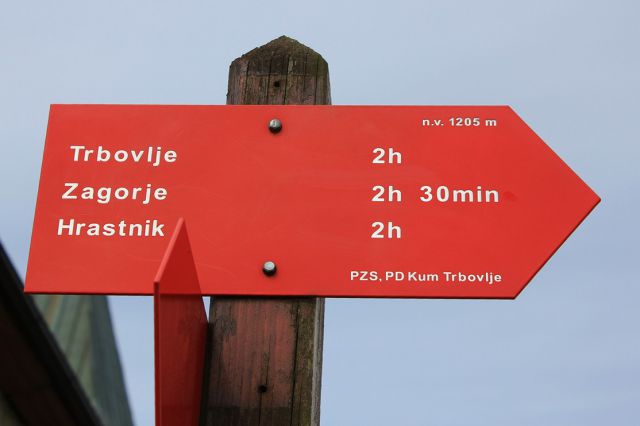 n.v. 1205 m
Trbovlje 2h
Zagorje 2h 30min
Hrastnik 2h
PZS, PD Kum Trbovlje